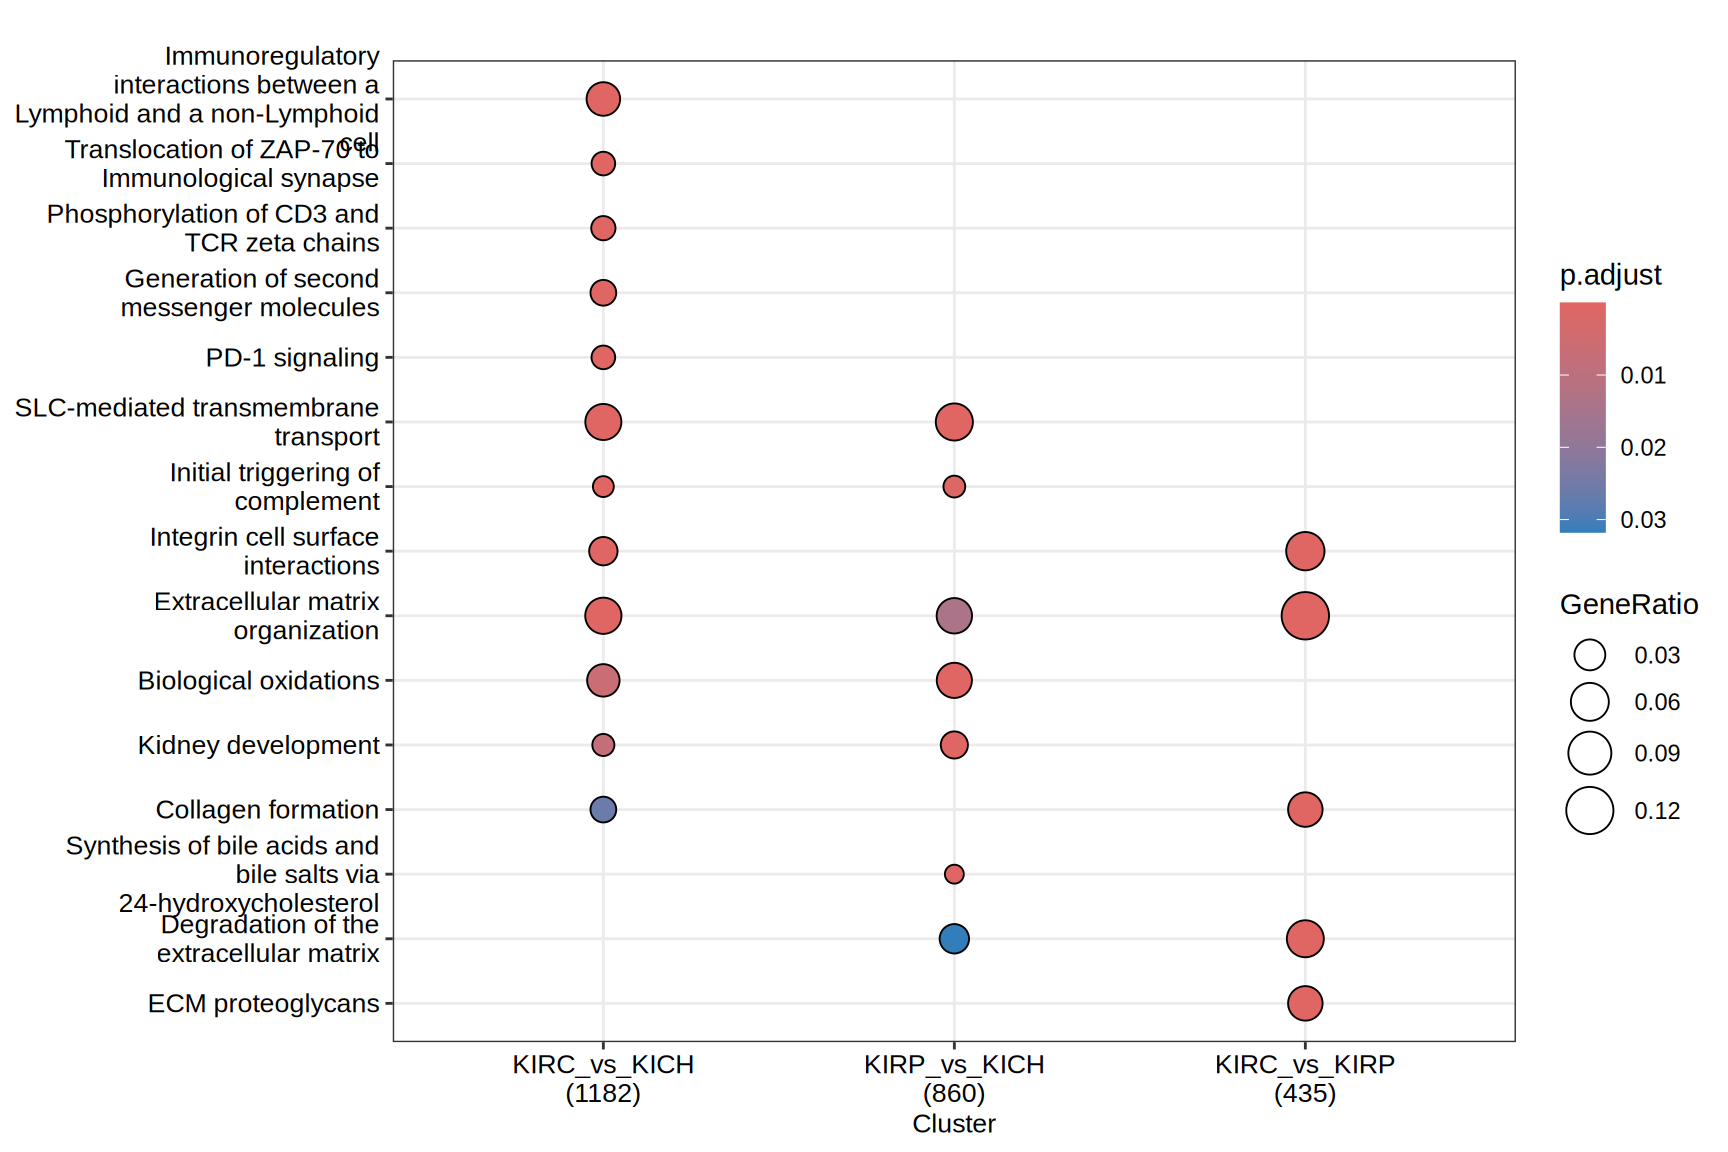 Immunoregulatory
interactions between a
Lymphoid and a non-Lymphoid
cell
Translocation of ZAP-70 to
Immunological synapse
Phosphorylation of CD3 and
TCR zeta chains
Generation of second
messenger molecules
PD-1 signaling
SLC-mediated transmembrane
transport
Initial triggering of
complement
Integrin cell surface
interactions
Extracellular matrix
organization
Biological oxidations
Kidney development
Collagen formation
Synthesis of bile acids and
bile salts via
24-hydroxycholesterol
Degradation of the
extracellular matrix
ECM proteoglycans
KIRC_vs_KICH
(1182)
KIRP_vs_KICH
(860)
KIRC_vs_KIRP
(435)
Cluster
p.adjust
0.01
0.02
0.03
GeneRatio
0.03
0.06
0.09
0.12